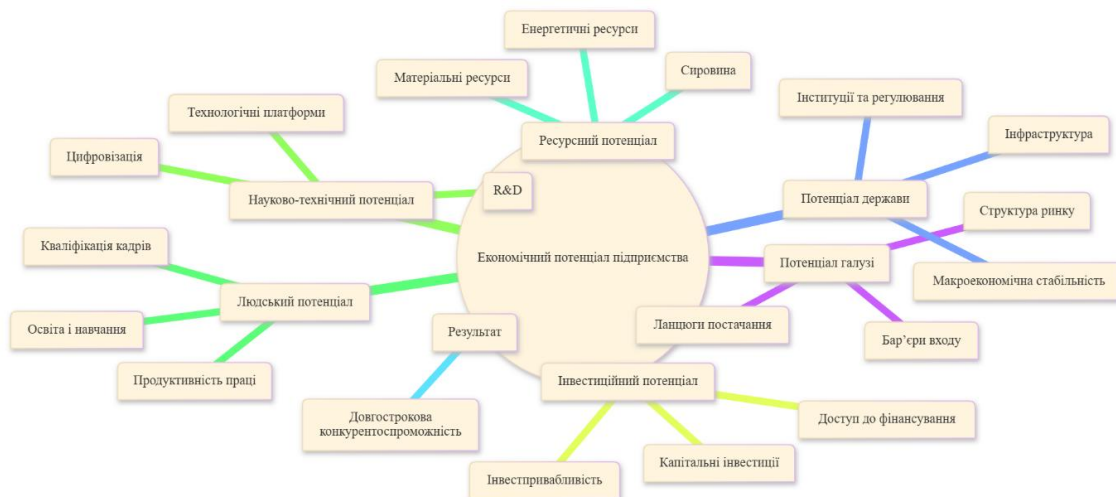 Енергетичні ресурси
Матеріальні ресурси
Сировина
Ресурсний потенціал
Технологічні платформи
Цифровізація
R&D
Науково-технічний потенціал
Інституції та регулювання
Інфраструктура
Потенціал держави
Макроекономічна стабільність
Структура ринку
Потенціал галузі
Ланцюги постачання
Бар’єри входу
Економічний потенціал підприємства
Кваліфікація кадрів
Людський потенціал
Освіта і навчання
Продуктивність праці
Результат
Довгострокова
конкурентоспроможність
Інвестиційний потенціал
Доступ до фінансування
Капітальні інвестиції
Інвестпривабливість